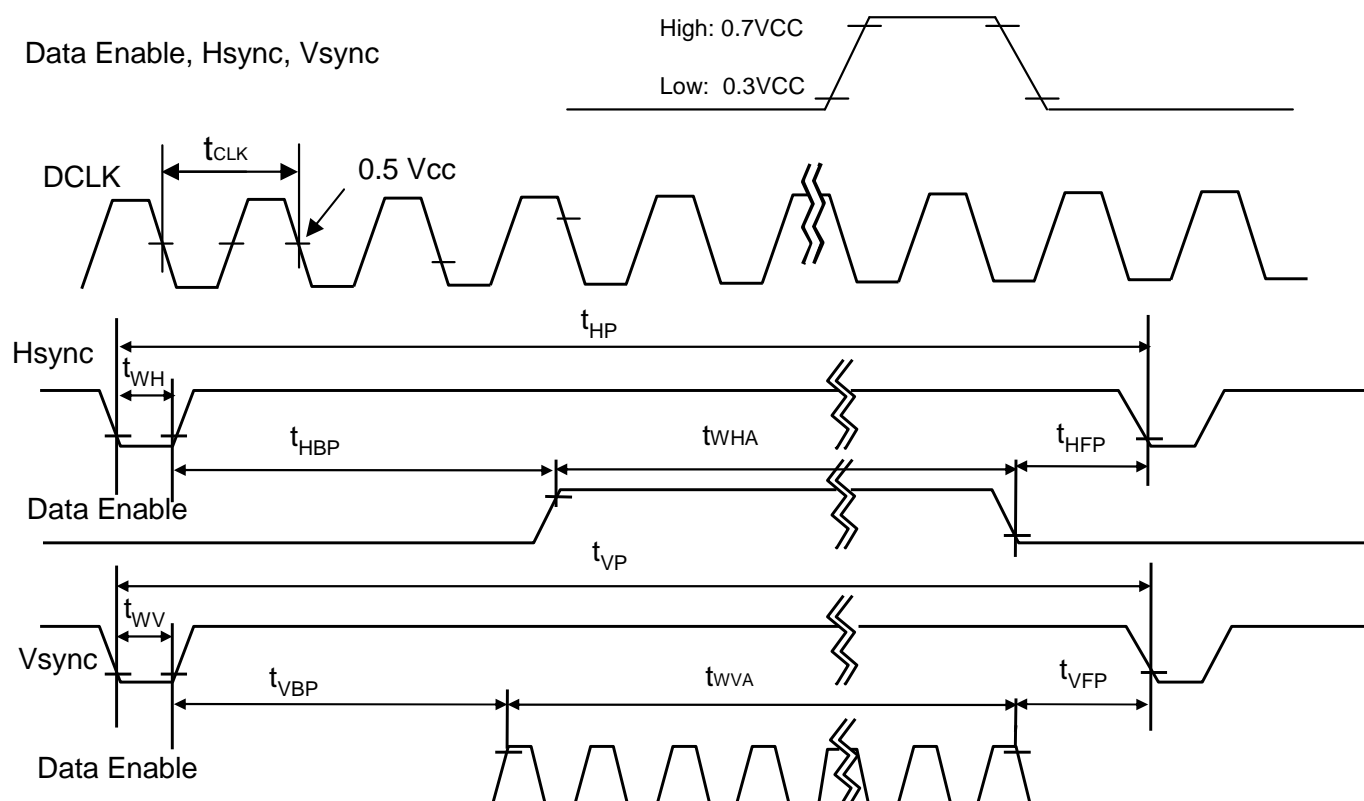 High: 0.7VCC
Data Enable, Hsync, Vsync
Low: 0.3VCC
tCLK
0.5 Vcc
DCLK
tHP
Hsync
tWH
tHBP
tWHA
tHFP
Data Enable
tVP
tWV
Vsync
tVBP
tWVA
tVFP
Data Enable